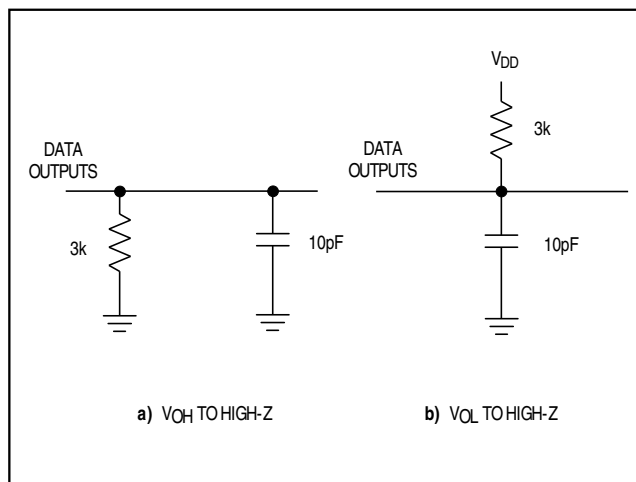 DATA
OUTPUTS
3k
10pF
a) VOH TO HIGH-Z
VDD
3k
DATA
OUTPUTS
10pF
b) VOL TO HIGH-Z